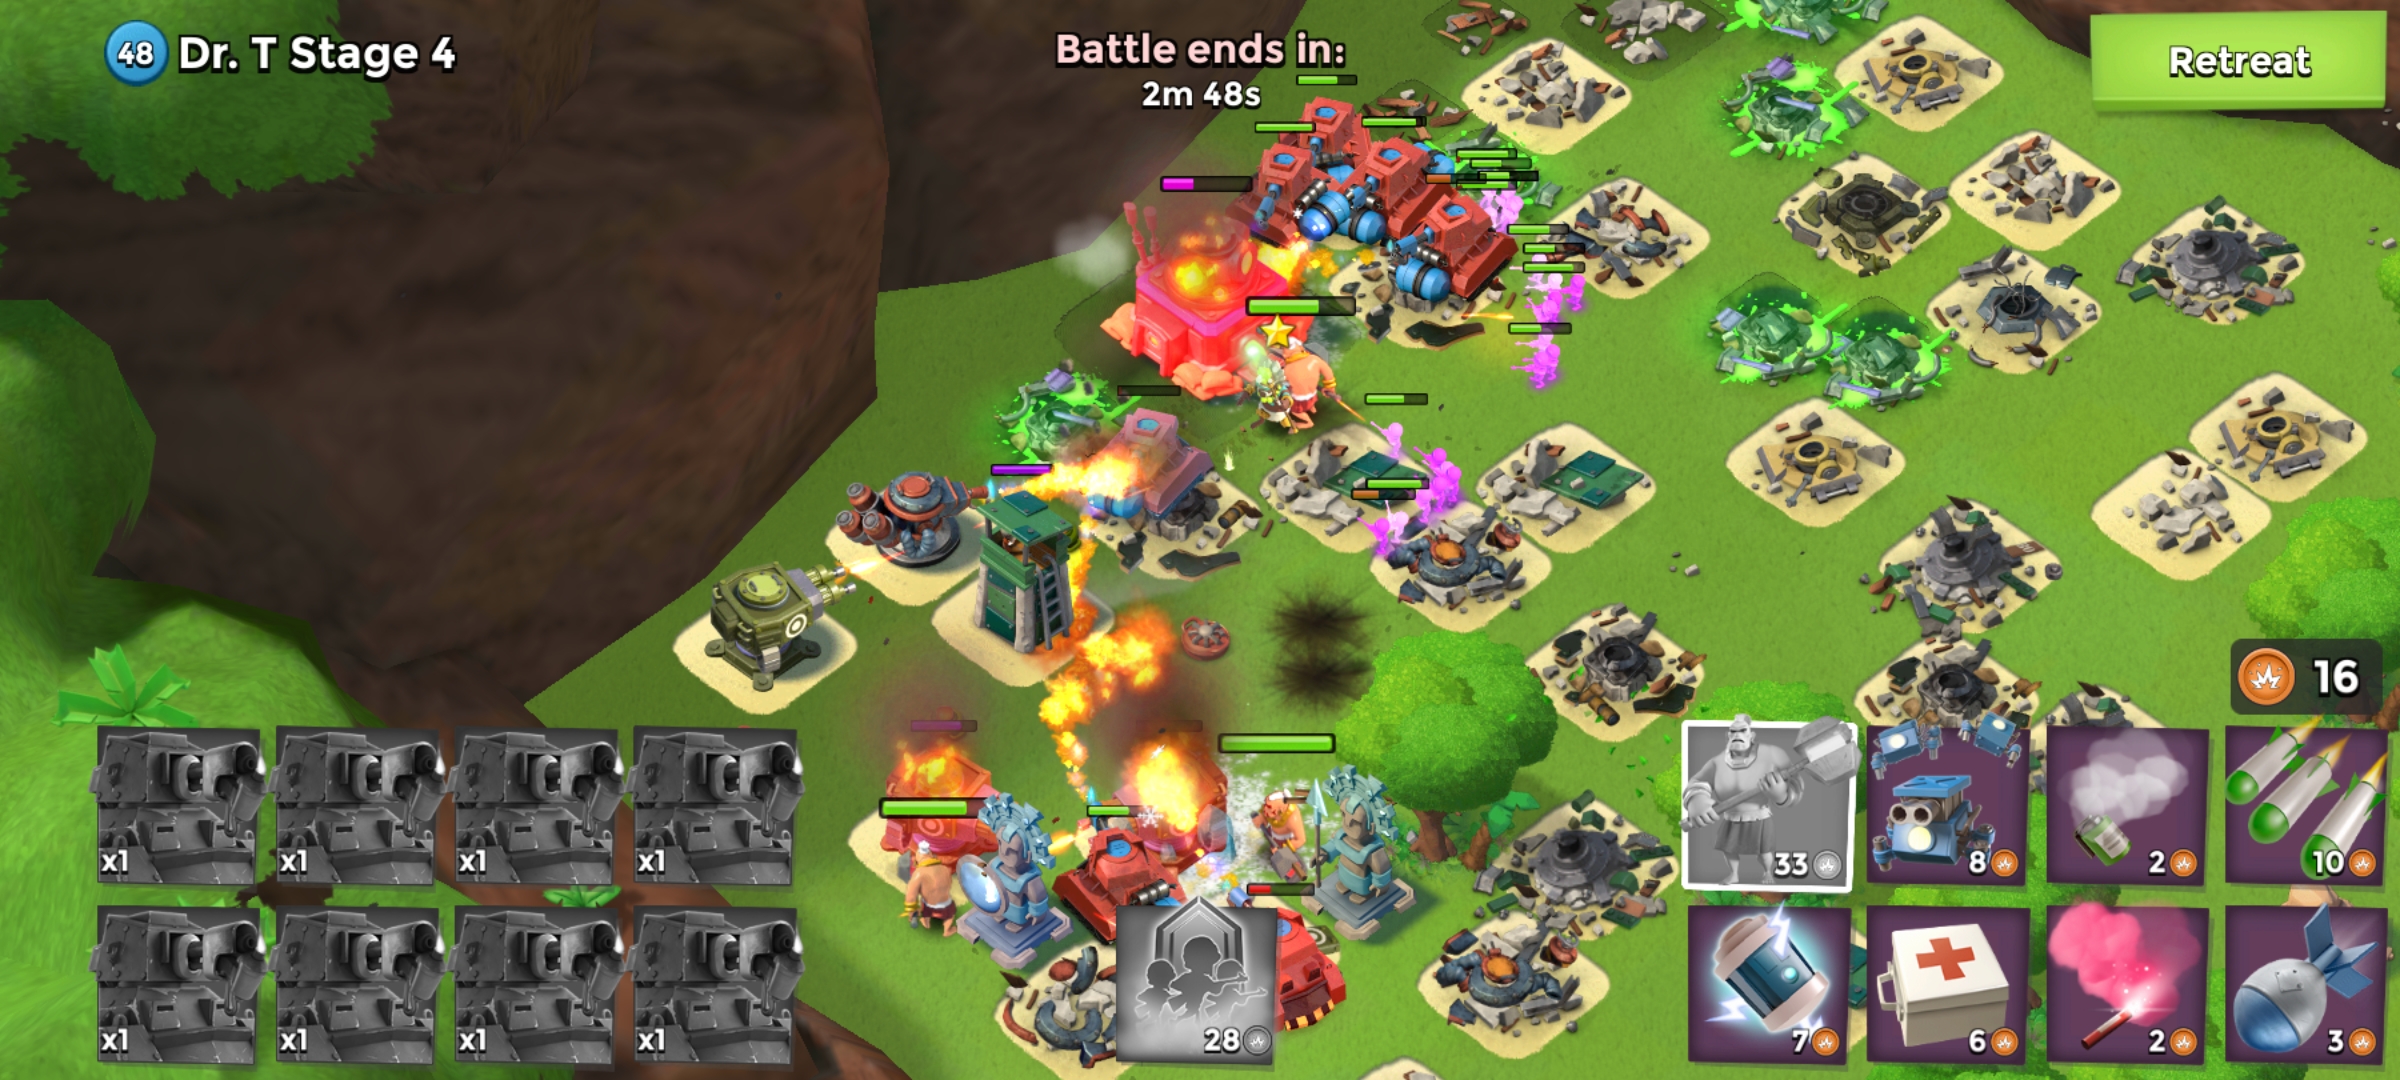 48 Dr. T Stage 4
Battle ends in:
2m 48s
Retreat
16
x1 x1 x1 x1
33 8 2 10
x1 x1 x1 x1
28
7 6 2 3